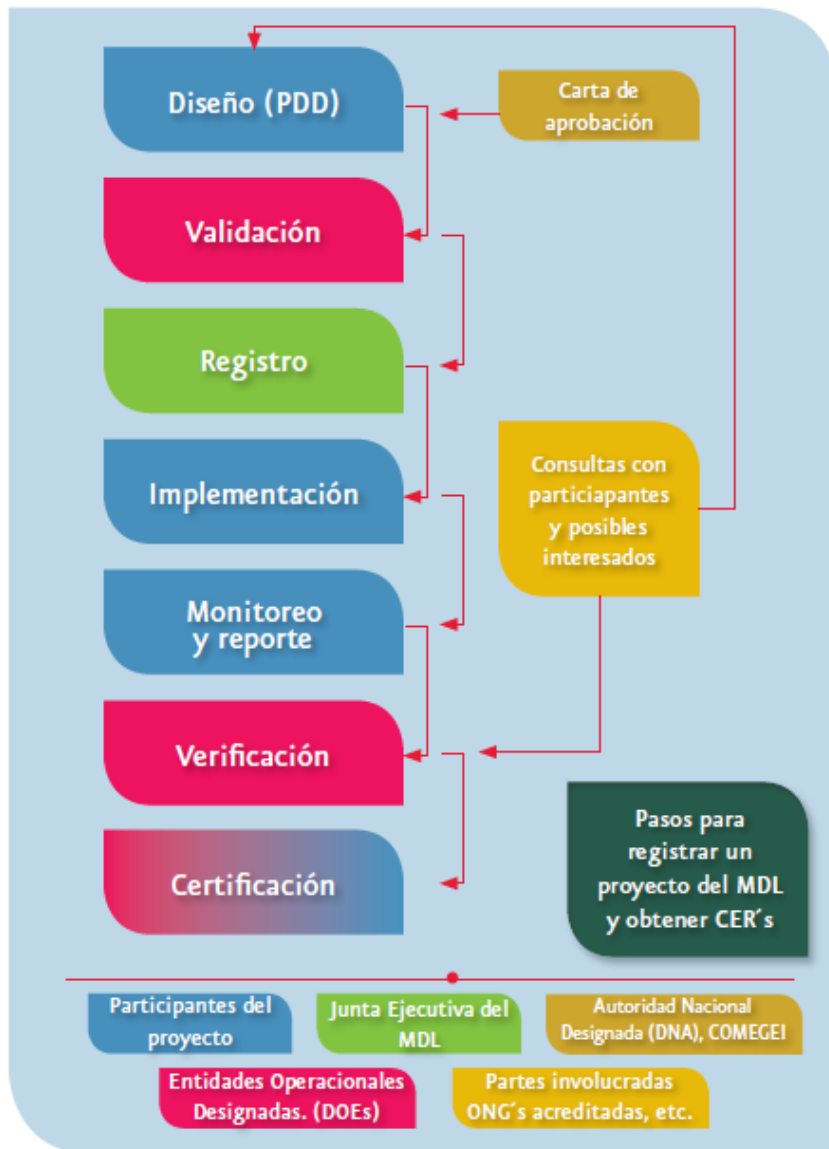 Diseño (PDD)
Carta de
aprobación
Validación
Registro
Implementación
Consultas con
particiapantes
y posibles
interesados
Monitoreo
y reporte
Verificación
Certificación
Pasos para
registrar un
proyecto del MDL
y obtener CER´s
Participantes del
proyecto
Junta Ejecutiva del
MDL
Autoridad Nacional
Designada (DNA), COMEGEI
Entidades Operacionales
Designadas. (DOEs)
Partes involucradas
ONG´s acreditadas, etc.